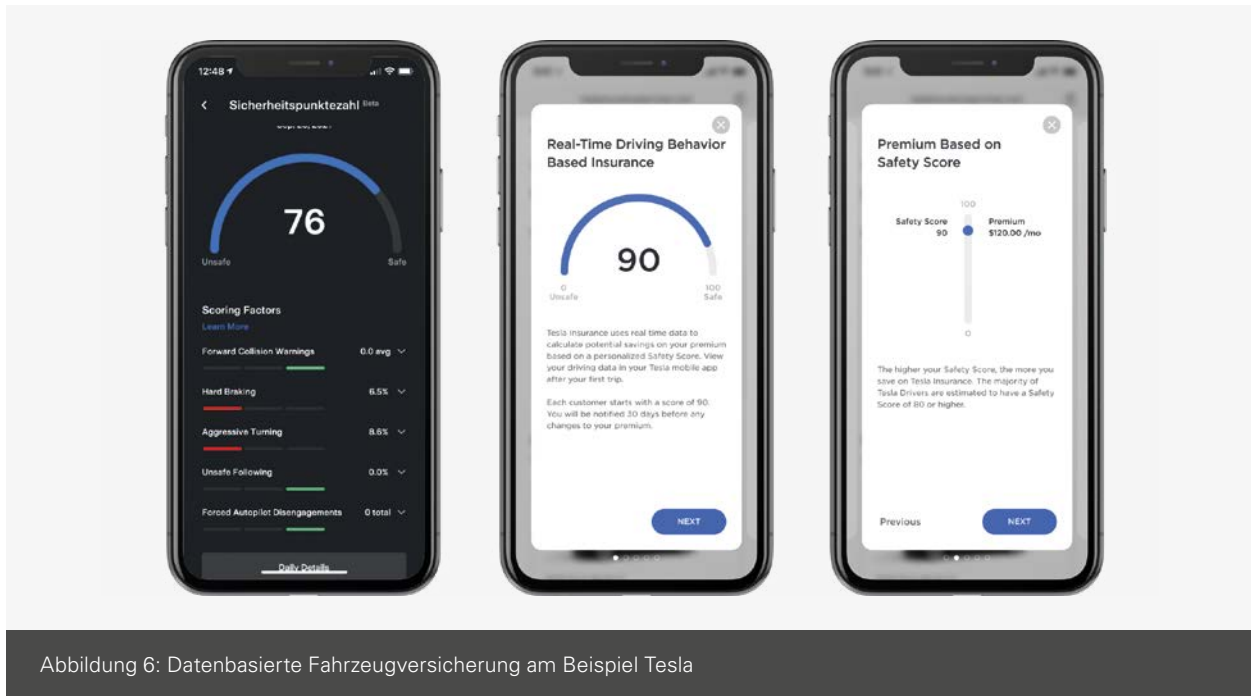 12:48
Sicherheitspunktezahl Beta
76
Unsafe
Safe
Scoring Factors
Learn More
Forward Collision Warnings 0.0 avg
Hard Braking 6.5%
Aggressive Turning 8.6%
Unsafe Following 0.0%
Forced Autopilot Disengagements 0 total
Daily Details
Real-Time Driving Behavior
Based Insurance
90
0
Unsafe
100
Safe
Tesla Insurance uses real time data to
calculate potential savings on your premium
based on a personalized Safety Score. View
your driving data in your Tesla mobile app
after your first trip.
Each customer starts with a score of 90.
You will be notified 30 days before any
changes to your premium.
NEXT
Premium Based on
Safety Score
100
Safety Score
90
Premium
$120.00 /mo
0
The higher your Safety Score, the more you
save on Tesla Insurance. The majority of
Tesla Drivers are estimated to have a Safety
Score of 80 or higher.
Previous
NEXT
Abbildung 6: Datenbasierte Fahrzeugversicherung am Beispiel Tesla